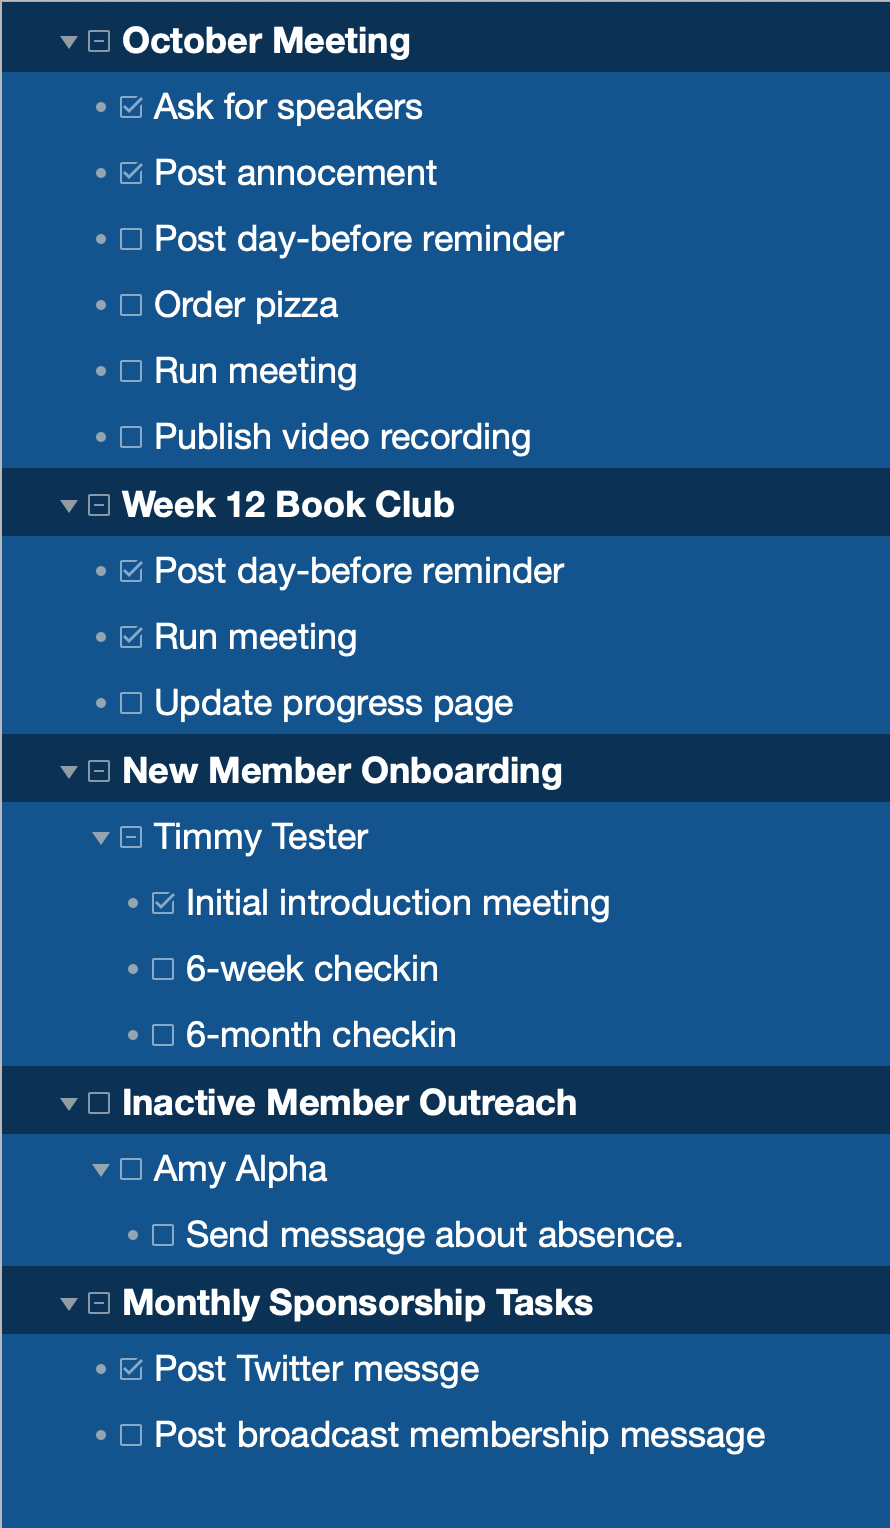 October Meeting
Ask for speakers
Post annocement
Post day-before reminder
Order pizza
Run meeting
Publish video recording
Week 12 Book Club
Post day-before reminder
Run meeting
Update progress page
New Member Onboarding
Timmy Tester
Initial introduction meeting
6-week checkin
6-month checkin
Inactive Member Outreach
Amy Alpha
Send message about absence.
Monthly Sponsorship Tasks
Post Twitter messge
Post broadcast membership message